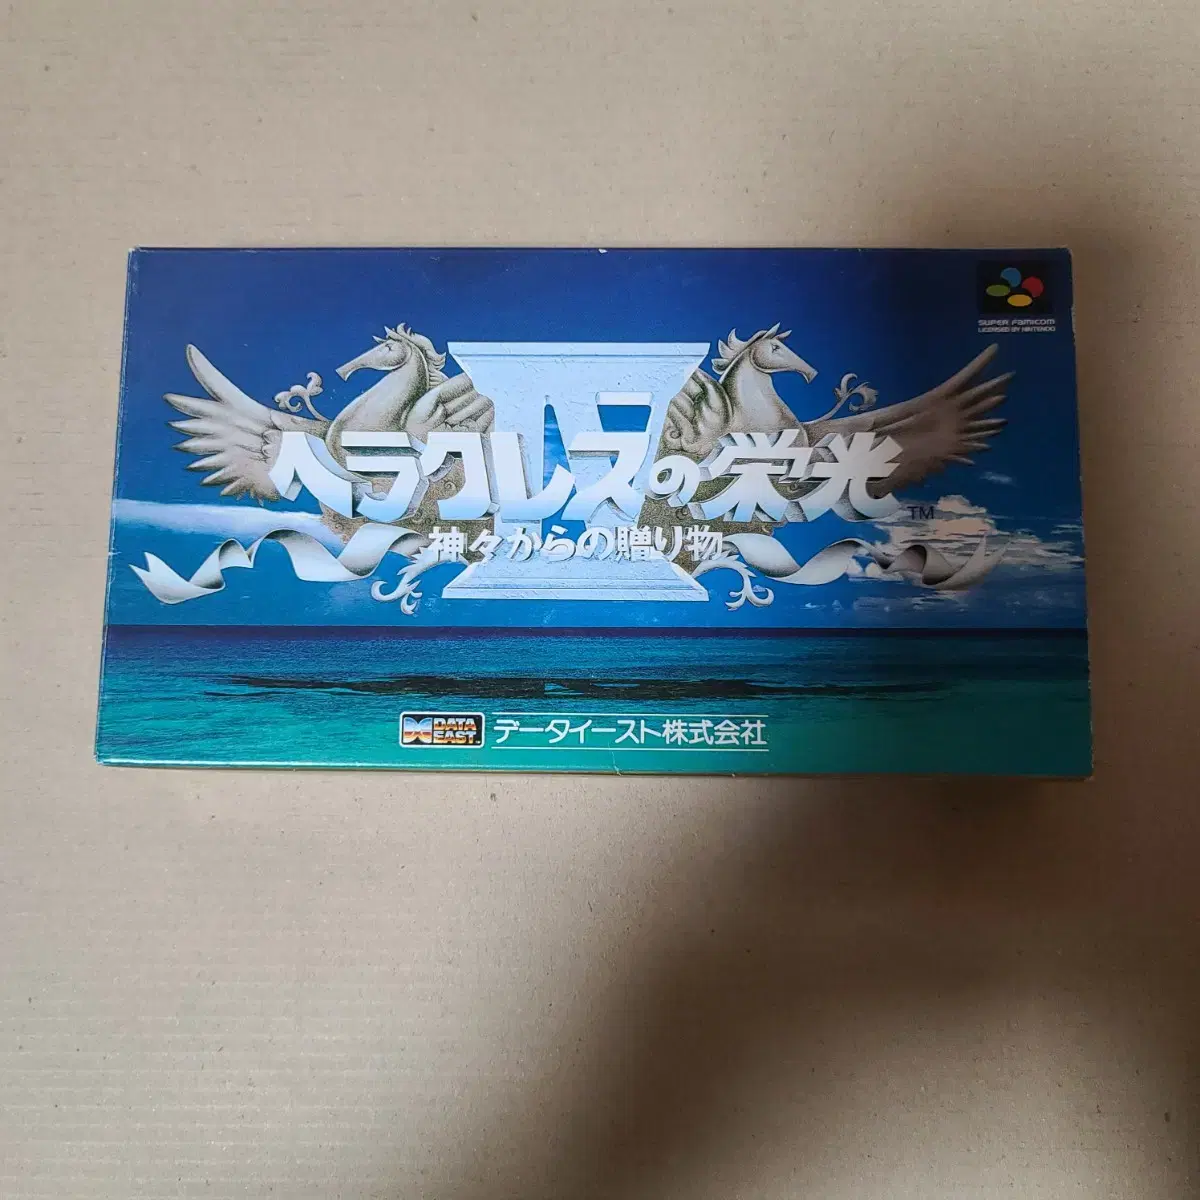 SUPER FAMICOM
LICENSED BY NINTENDO
IV
ヘラクレスの栄光
TM
神々からの贈り物
DATA EAST
データイースト株式会社